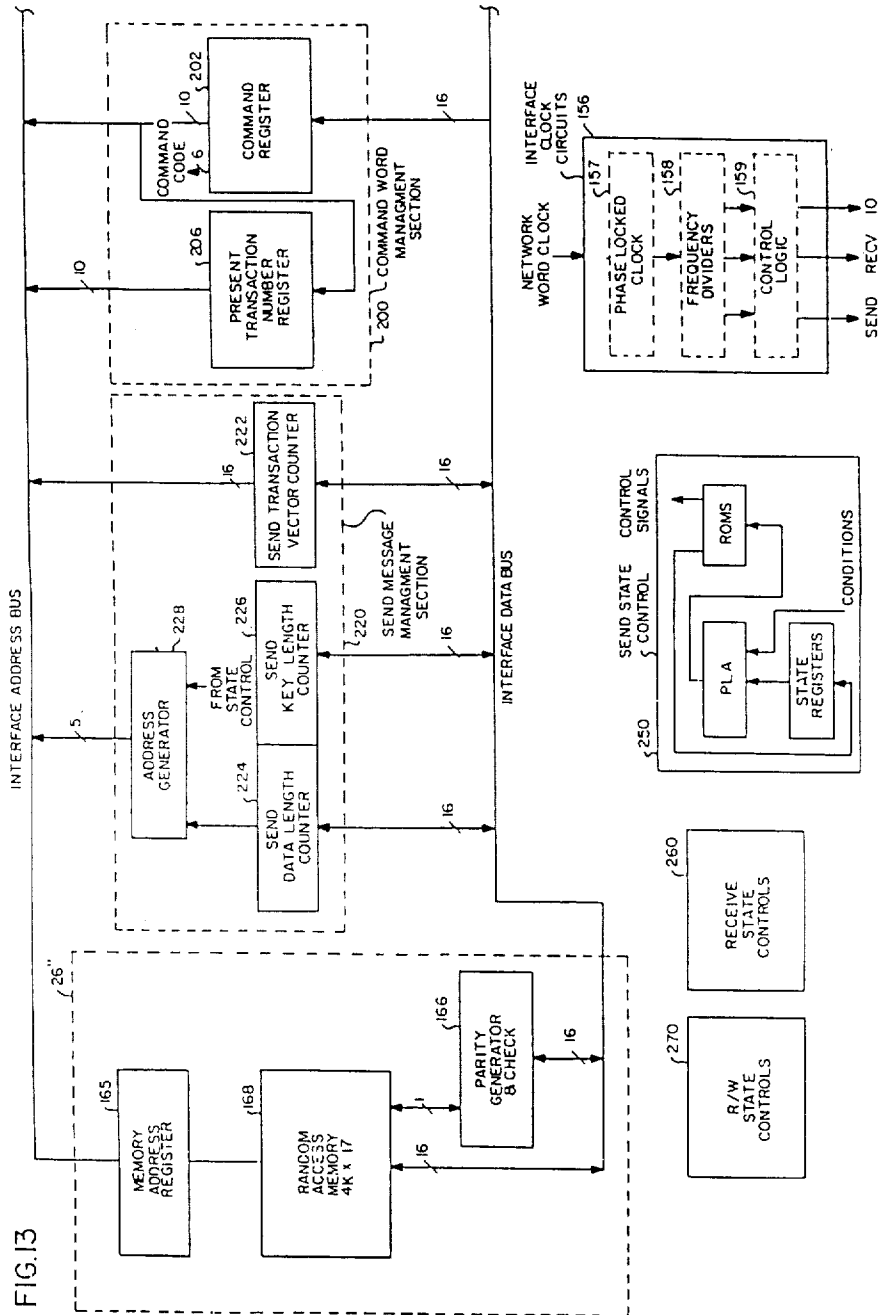 FIG.13
INTERFACE ADDRESS BUS
26"
165
MEMORY
ADDRESS
REGISTER
168
RANDOM
ACCESS
MEMORY
4K x 17
1
16
166
PARITY
GENERATOR
& CHECK
16
5
228
ADDRESS
GENERATOR
FROM
STATE
CONTROL
224
SEND
DATA LENGTH
COUNTER
226
SEND
KEY LENGTH
COUNTER
16
16
220
SEND MESSAGE
MANAGMENT
SECTION
16
222
SEND TRANSACTION
VECTOR COUNTER
16
INTERFACE DATA BUS
10
206
PRESENT
TRANSACTION
NUMBER
REGISTER
COMMAND
CODE
6
10
202
COMMAND
REGISTER
16
200
COMMAND WORD
MANAGMENT
SECTION
270
R/W
STATE
CONTROLS
260
RECEIVE
STATE
CONTROLS
250
SEND STATE
CONTROL
CONTROL
SIGNALS
PLA
ROMS
STATE
REGISTERS
CONDITIONS
NETWORK
WORD CLOCK
INTERFACE
CLOCK
CIRCUITS
156
157
PHASE LOCKED
CLOCK
158
FREQUENCY
DIVIDERS
159
CONTROL
LOGIC
SEND
RECV
IO